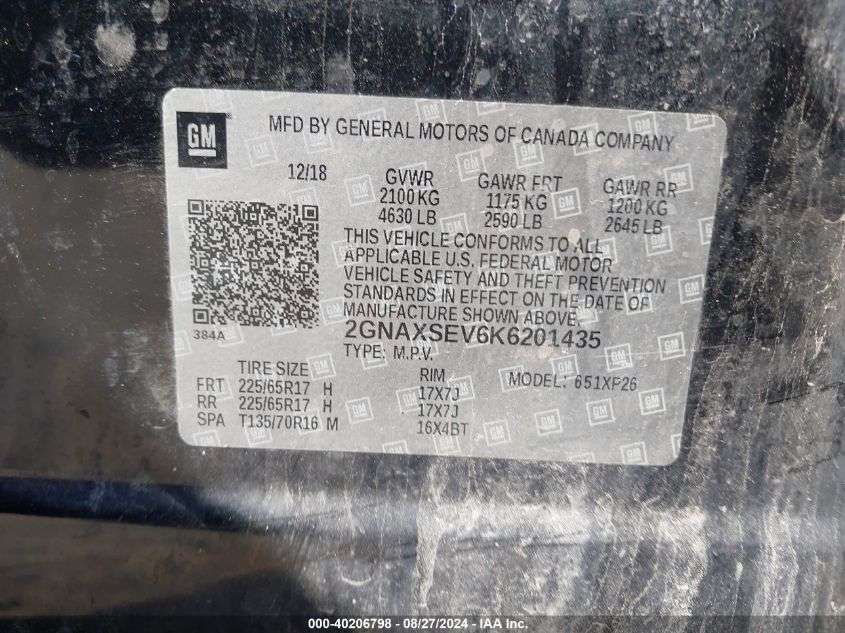 GM
MFD BY GENERAL MOTORS OF CANADA COMPANY
12/18 GVWR GAWR FRT GAWR RR
2100 KG 1175 KG 1200 KG
4630 LB 2590 LB 2645 LB
THIS VEHICLE CONFORMS TO ALL
APPLICABLE U.S. FEDERAL MOTOR
VEHICLE SAFETY AND THEFT PREVENTION
STANDARDS IN EFFECT ON THE DATE OF
MANUFACTURE SHOWN ABOVE.
384A
2GNAXSEV6K6201435
TYPE: M.P.V.
TIRE SIZE RIM MODEL: 651XP26
FRT 225/65R17 H 17X7J
RR 225/65R17 H 17X7J
SPA T135/70R16 M 16X4BT
000-40206798 - 08/27/2024 - IAA Inc.